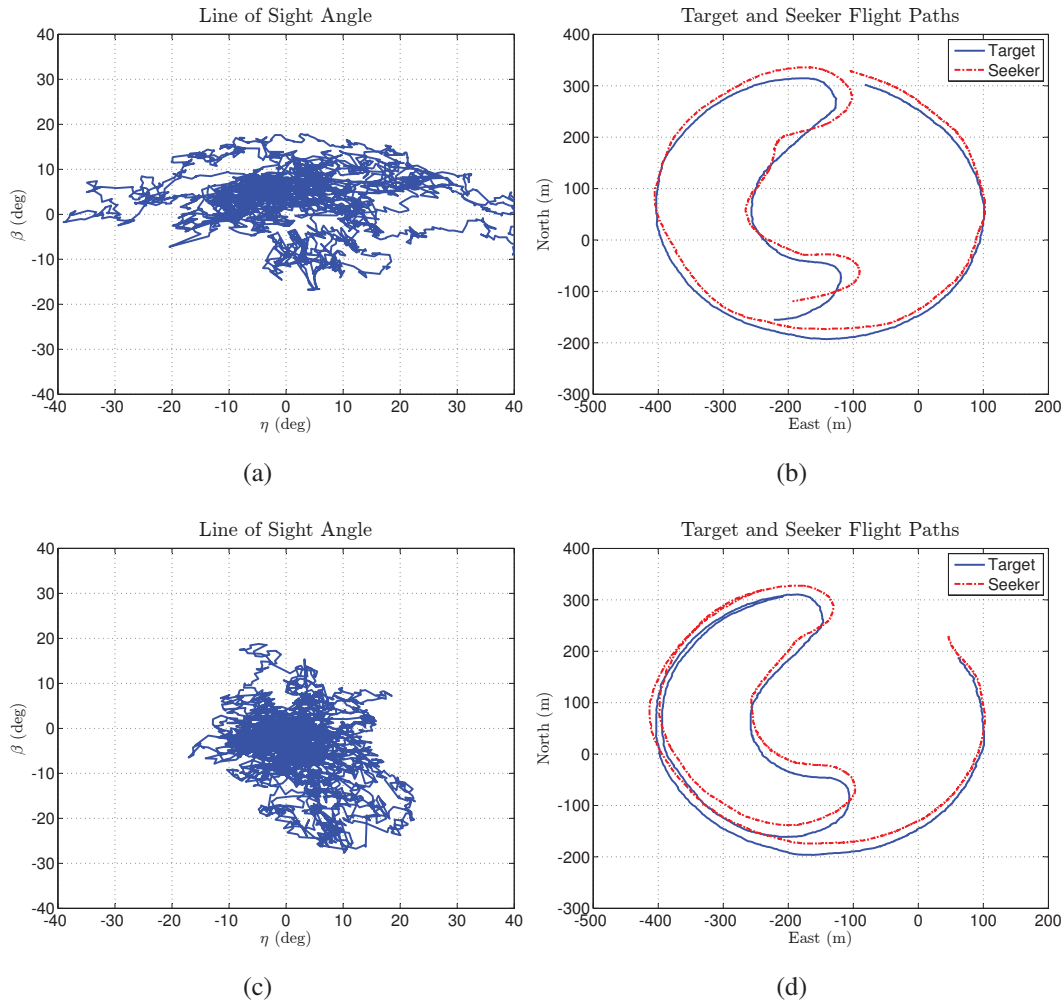 Line of Sight Angle
40
30
20
10
0
-10
-20
-30
-40
β (deg)
-40 -30 -20 -10 0 10 20 30 40
η (deg)
(a)
Target and Seeker Flight Paths
400
300
200
100
0
-100
-200
-300
North (m)
-500 -400 -300 -200 -100 0 100 200
East (m)
Target
Seeker
(b)
Line of Sight Angle
40
30
20
10
0
-10
-20
-30
-40
β (deg)
-40 -30 -20 -10 0 10 20 30 40
η (deg)
(c)
Target and Seeker Flight Paths
400
300
200
100
0
-100
-200
-300
North (m)
-500 -400 -300 -200 -100 0 100 200
East (m)
Target
Seeker
(d)